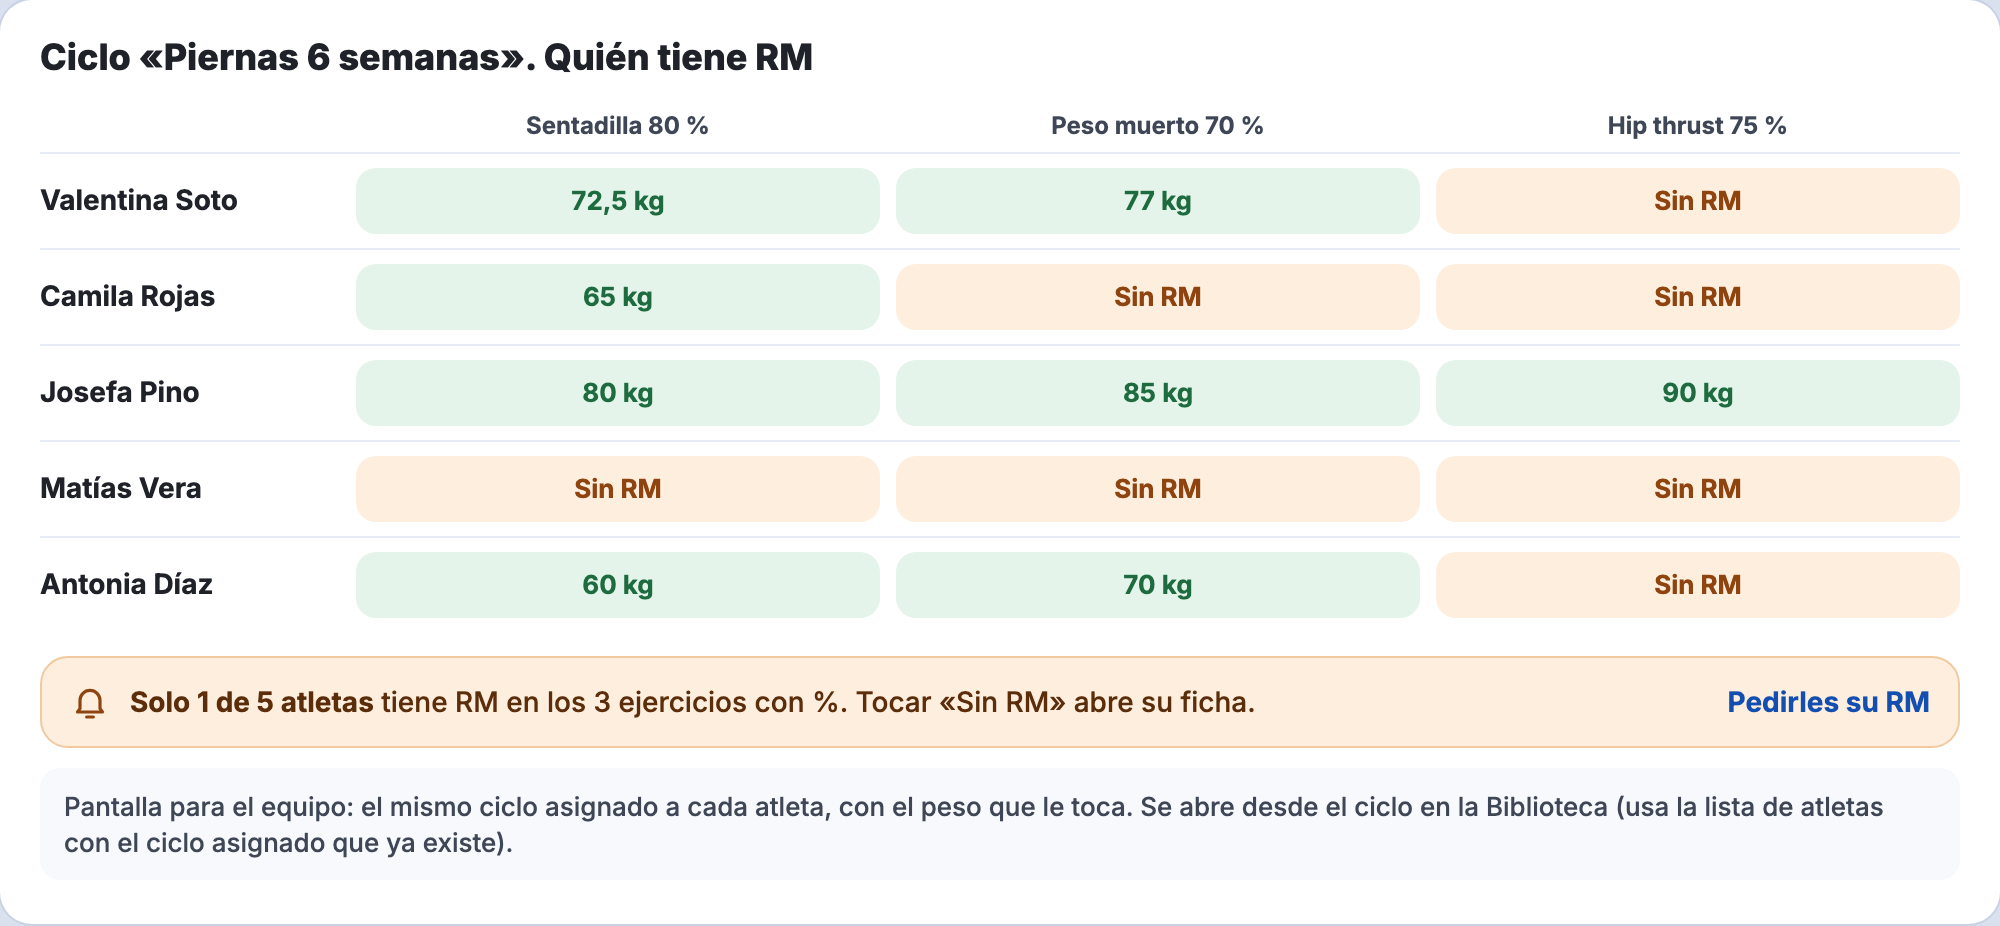 Ciclo «Piernas 6 semanas». Quién tiene RM
Sentadilla 80 % Peso muerto 70 % Hip thrust 75 %
Valentina Soto 72,5 kg 77 kg Sin RM
Camila Rojas 65 kg Sin RM Sin RM
Josefa Pino 80 kg 85 kg 90 kg
Matías Vera Sin RM Sin RM Sin RM
Antonia Díaz 60 kg 70 kg Sin RM
Solo 1 de 5 atletas tiene RM en los 3 ejercicios con %. Tocar «Sin RM» abre su ficha. Pedirles su RM
Pantalla para el equipo: el mismo ciclo asignado a cada atleta, con el peso que le toca. Se abre desde el ciclo en la Biblioteca (usa la lista de atletas
con el ciclo asignado que ya existe).